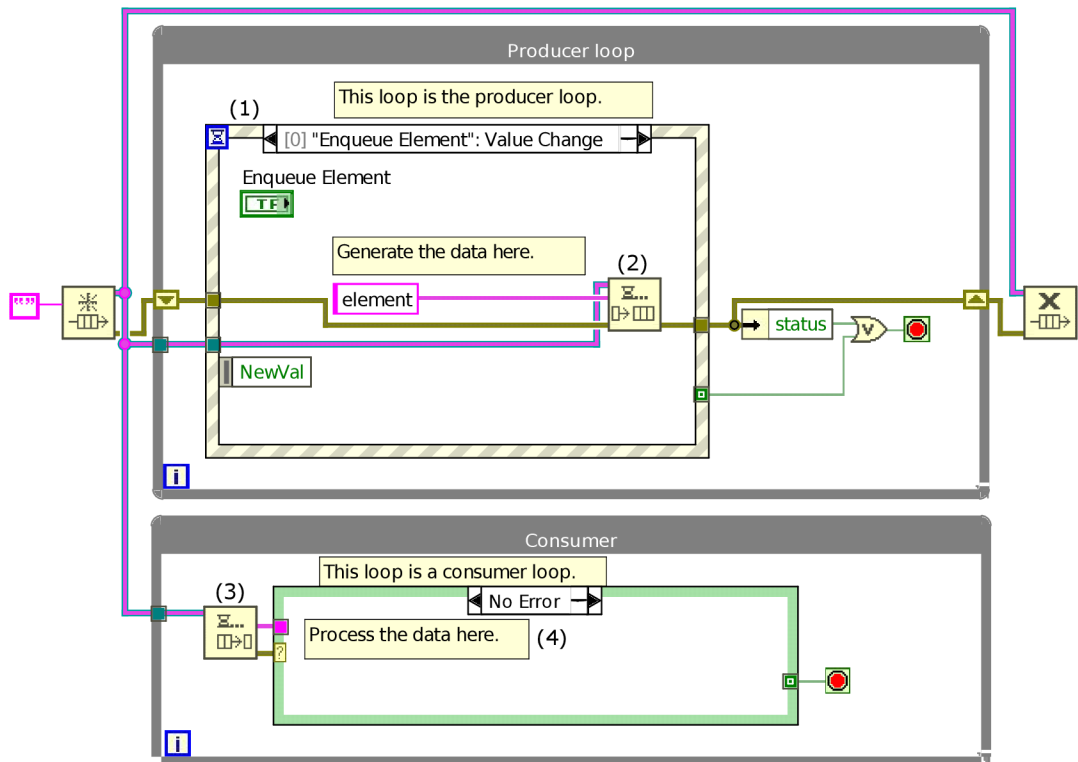 Producer loop
This loop is the producer loop.
(1)
[0] "Enqueue Element": Value Change
Enqueue Element
TF
Generate the data here.
(2)
""
element
status
V
NewVal
i
Consumer
This loop is a consumer loop.
(3)
No Error
Process the data here.
(4)
?
i